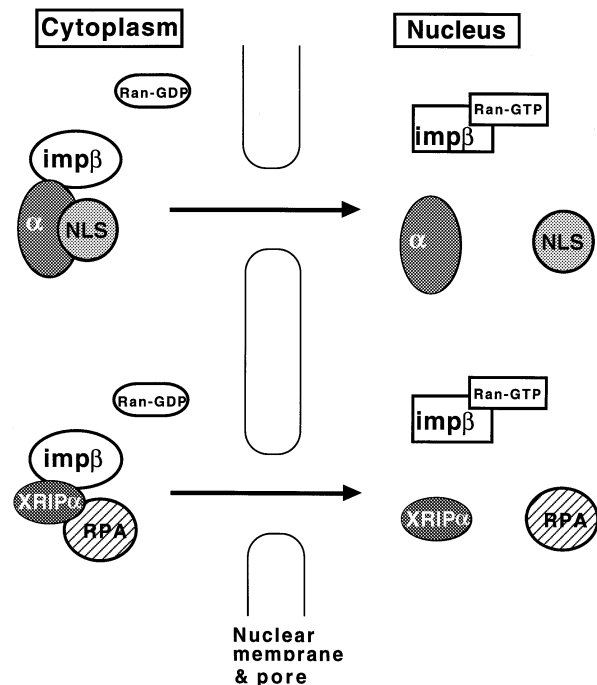 Cytoplasm
Nucleus
Ran-GDP
Ran-GTP
impβ
impβ
α
NLS
α
NLS
Ran-GDP
Ran-GTP
impβ
impβ
XRIPα
RPA
XRIPα
RPA
Nuclear
membrane
& pore